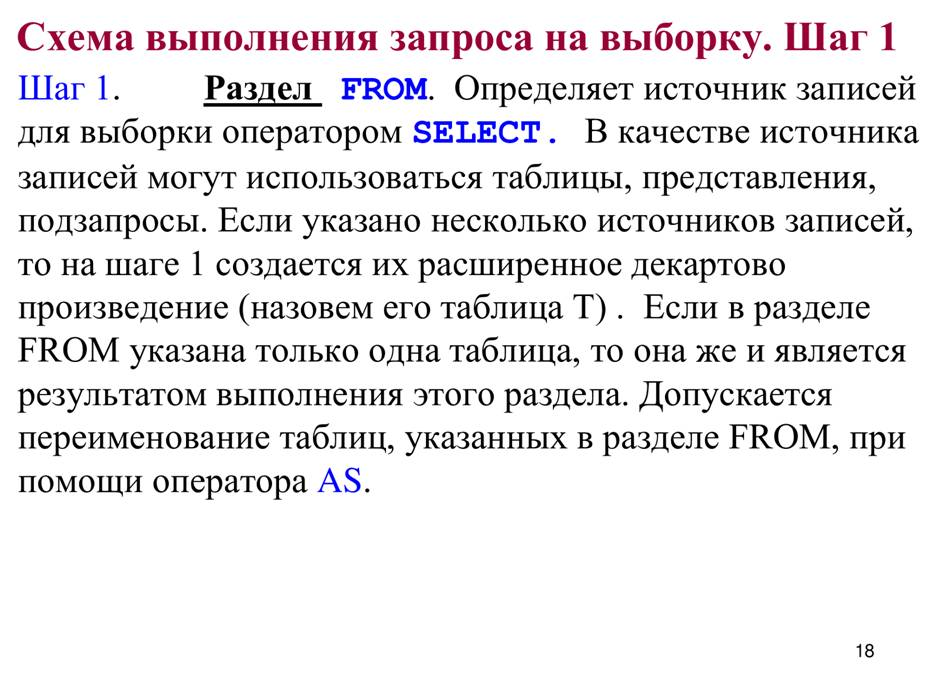 Схема выполнения запроса на выборку. Шаг 1
Шаг 1. Раздел FROM. Определяет источник записей
для выборки оператором SELECT. В качестве источника
записей могут использоваться таблицы, представления,
подзапросы. Если указано несколько источников записей,
то на шаге 1 создается их расширенное декартово
произведение (назовем его таблица T) . Если в разделе
FROM указана только одна таблица, то она же и является
результатом выполнения этого раздела. Допускается
переименование таблиц, указанных в разделе FROM, при
помощи оператора AS.
18